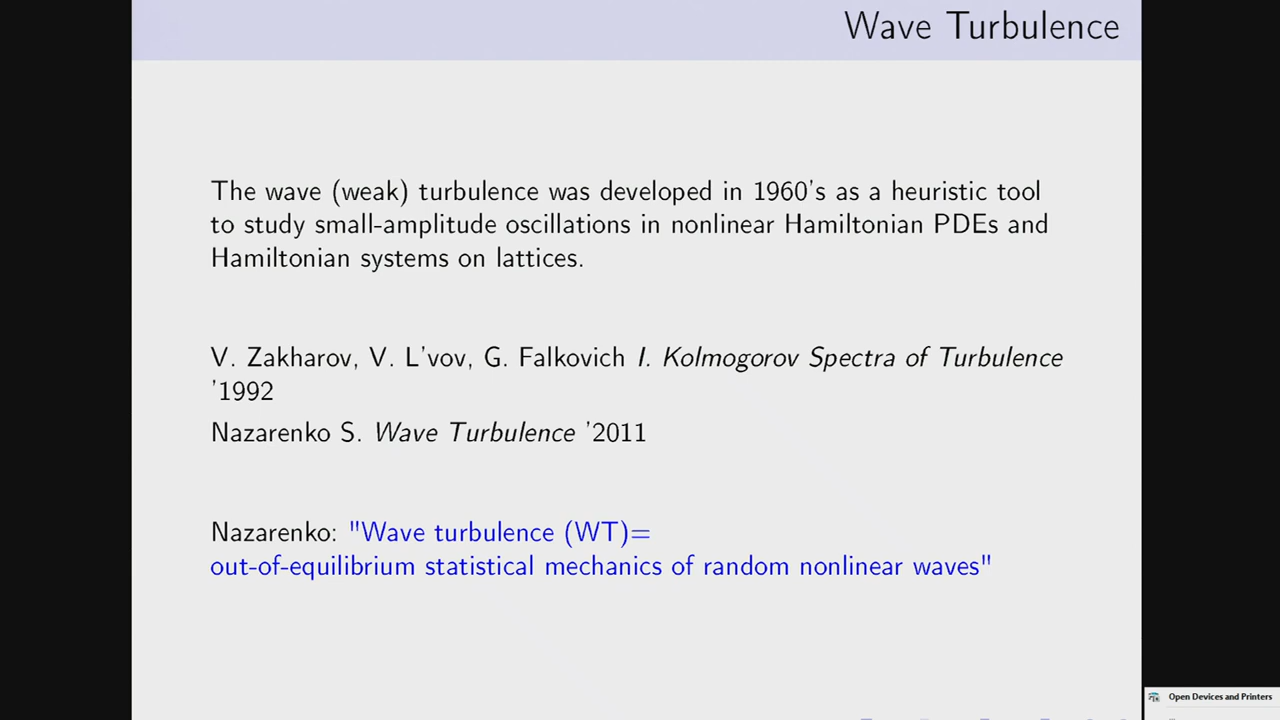 Wave Turbulence
The wave (weak) turbulence was developed in 1960's as a heuristic tool
to study small-amplitude oscillations in nonlinear Hamiltonian PDEs and
Hamiltonian systems on lattices.
V. Zakharov, V. L'vov, G. Falkovich I. Kolmogorov Spectra of Turbulence
'1992
Nazarenko S. Wave Turbulence '2011
Nazarenko: "Wave turbulence (WT)=
out-of-equilibrium statistical mechanics of random nonlinear waves"
Open Devices and Printers